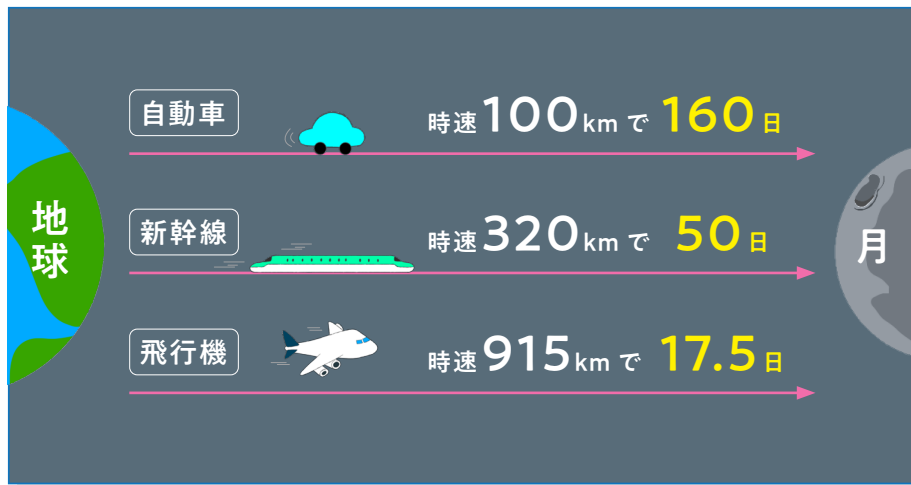 自動車
時速100kmで 160日
地球
新幹線
時速320kmで 50日
月
飛行機
時速915kmで 17.5日